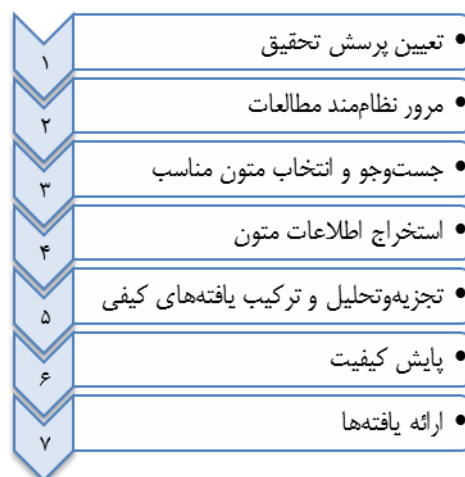 ۱ • تعیین پرسش تحقیق
۲ • مرور نظام‌مند مطالعات
۳ • جست‌وجو و انتخاب متون مناسب
۴ • استخراج اطلاعات متون
۵ • تجزیه‌وتحلیل و ترکیب یافته‌های کیفی
۶ • پایش کیفیت
۷ • ارائه یافته‌ها